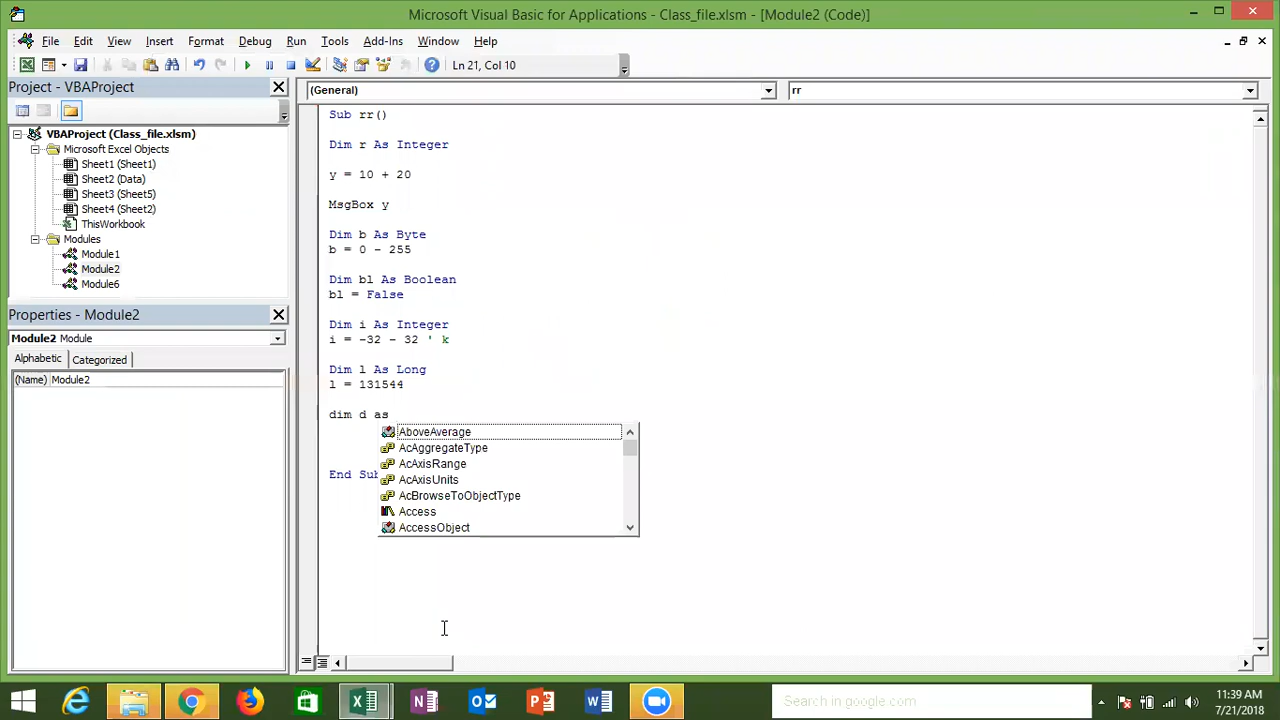 Microsoft Visual Basic for Applications - Class_file.xlsm - [Module2 (Code)]
File Edit View Insert Format Debug Run Tools Add-Ins Window Help
Ln 21, Col 10
Project - VBAProject
(General)
rr
VBAProject (Class_file.xlsm)
Microsoft Excel Objects
Sheet1 (Sheet1)
Sheet2 (Data)
Sheet3 (Sheet5)
Sheet4 (Sheet2)
ThisWorkbook
Modules
Module1
Module2
Module6
Properties - Module2
Module2 Module
Alphabetic Categorized
(Name) Module2
Sub rr()
Dim r As Integer
y = 10 + 20
MsgBox y
Dim b As Byte
b = 0 - 255
Dim bl As Boolean
bl = False
Dim i As Integer
i = -32 - 32 ' k
Dim l As Long
l = 131544
dim d as
AboveAverage
AcAggregateType
AcAxisRange
AcAxisUnits
AcBrowseToObjectType
Access
AccessObject
End Sub
Search in google.com
11:39 AM
7/21/2018